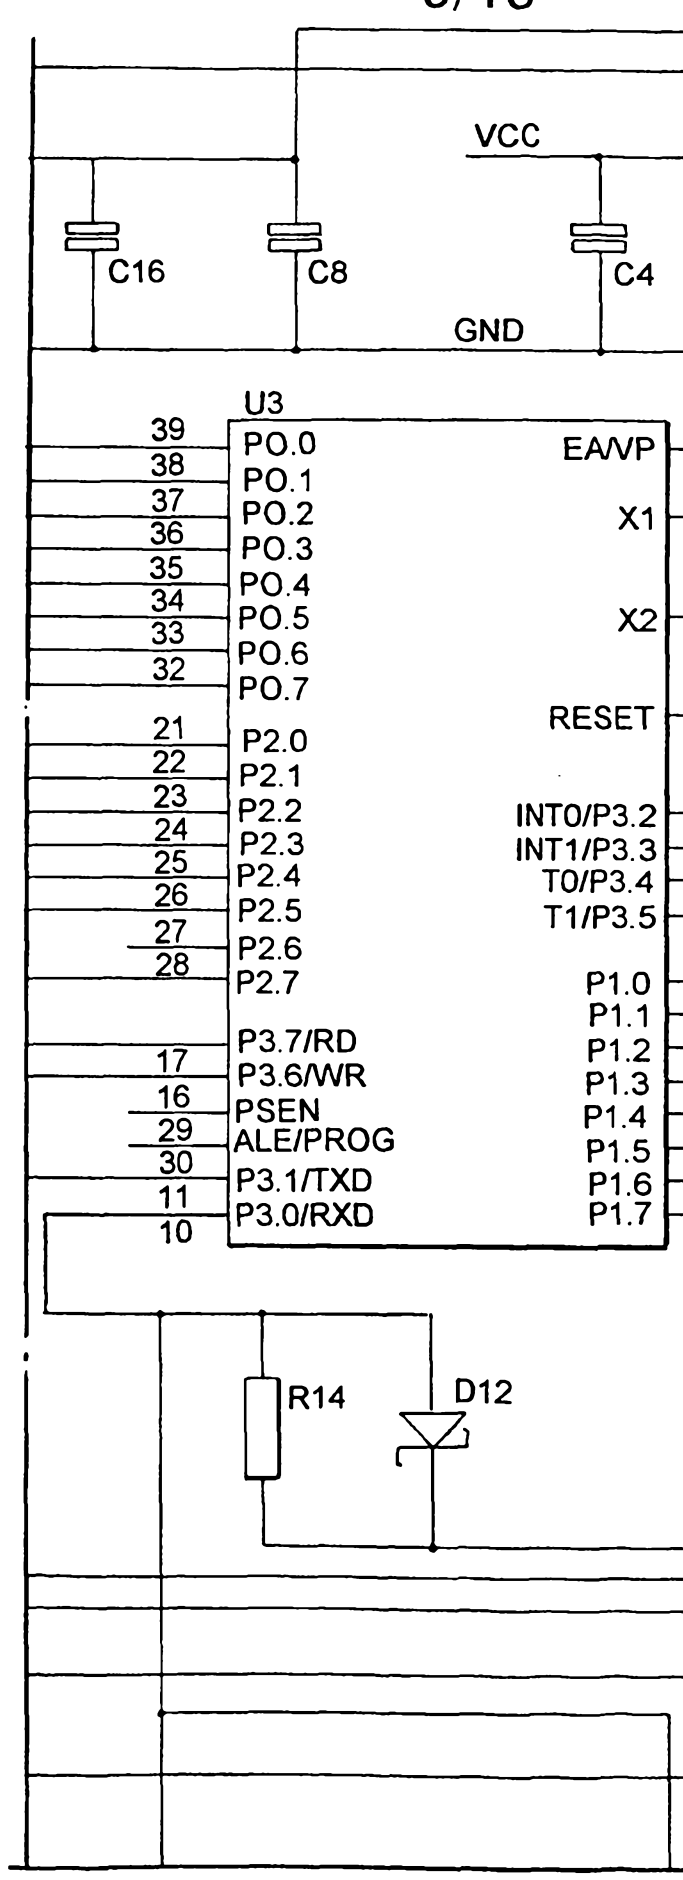 VCC
C16
C8
C4
GND
U3
39 PO.0 EA/VP
38 PO.1
37 PO.2 X1
36 PO.3
35 PO.4
34 PO.5 X2
33 PO.6
32 PO.7
RESET
21 P2.0
22 P2.1
23 P2.2 INT0/P3.2
24 P2.3 INT1/P3.3
25 P2.4 T0/P3.4
26 P2.5 T1/P3.5
27 P2.6
28 P2.7 P1.0
P1.1
P3.7/RD P1.2
17 P3.6/WR P1.3
16 PSEN P1.4
29 ALE/PROG P1.5
30 P3.1/TXD P1.6
11 P3.0/RXD P1.7
10
R14
D12